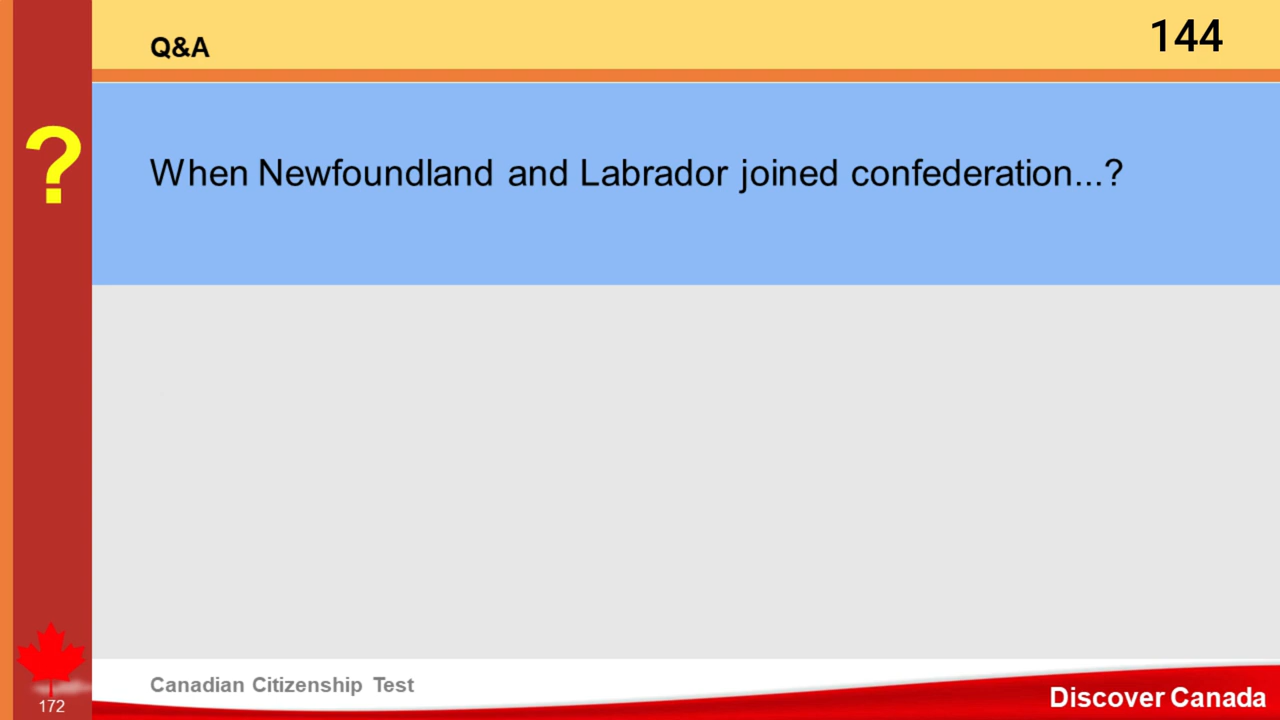 Q&A
144
?
When Newfoundland and Labrador joined confederation...?
Canadian Citizenship Test
172
Discover Canada